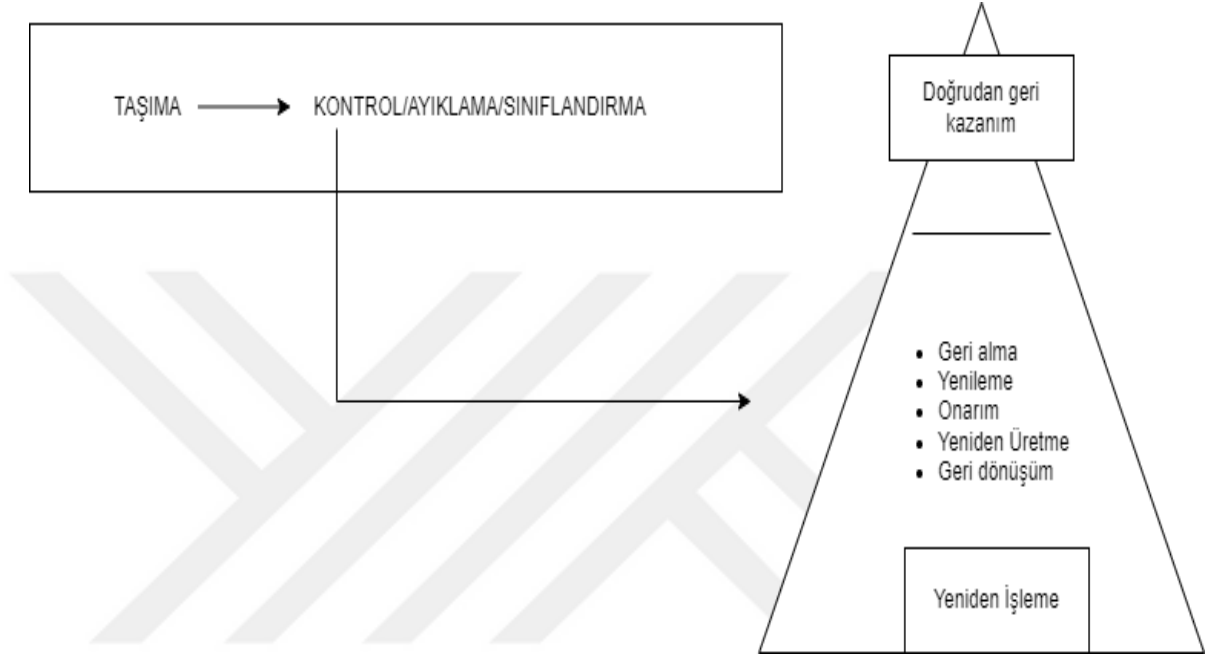 TAŞIMA KONTROL/AYIKLAMA/SINIFLANDIRMA
Doğrudan geri
kazanım
• Geri alma
• Yenileme
• Onarım
• Yeniden Üretme
• Geri dönüşüm
Yeniden İşleme